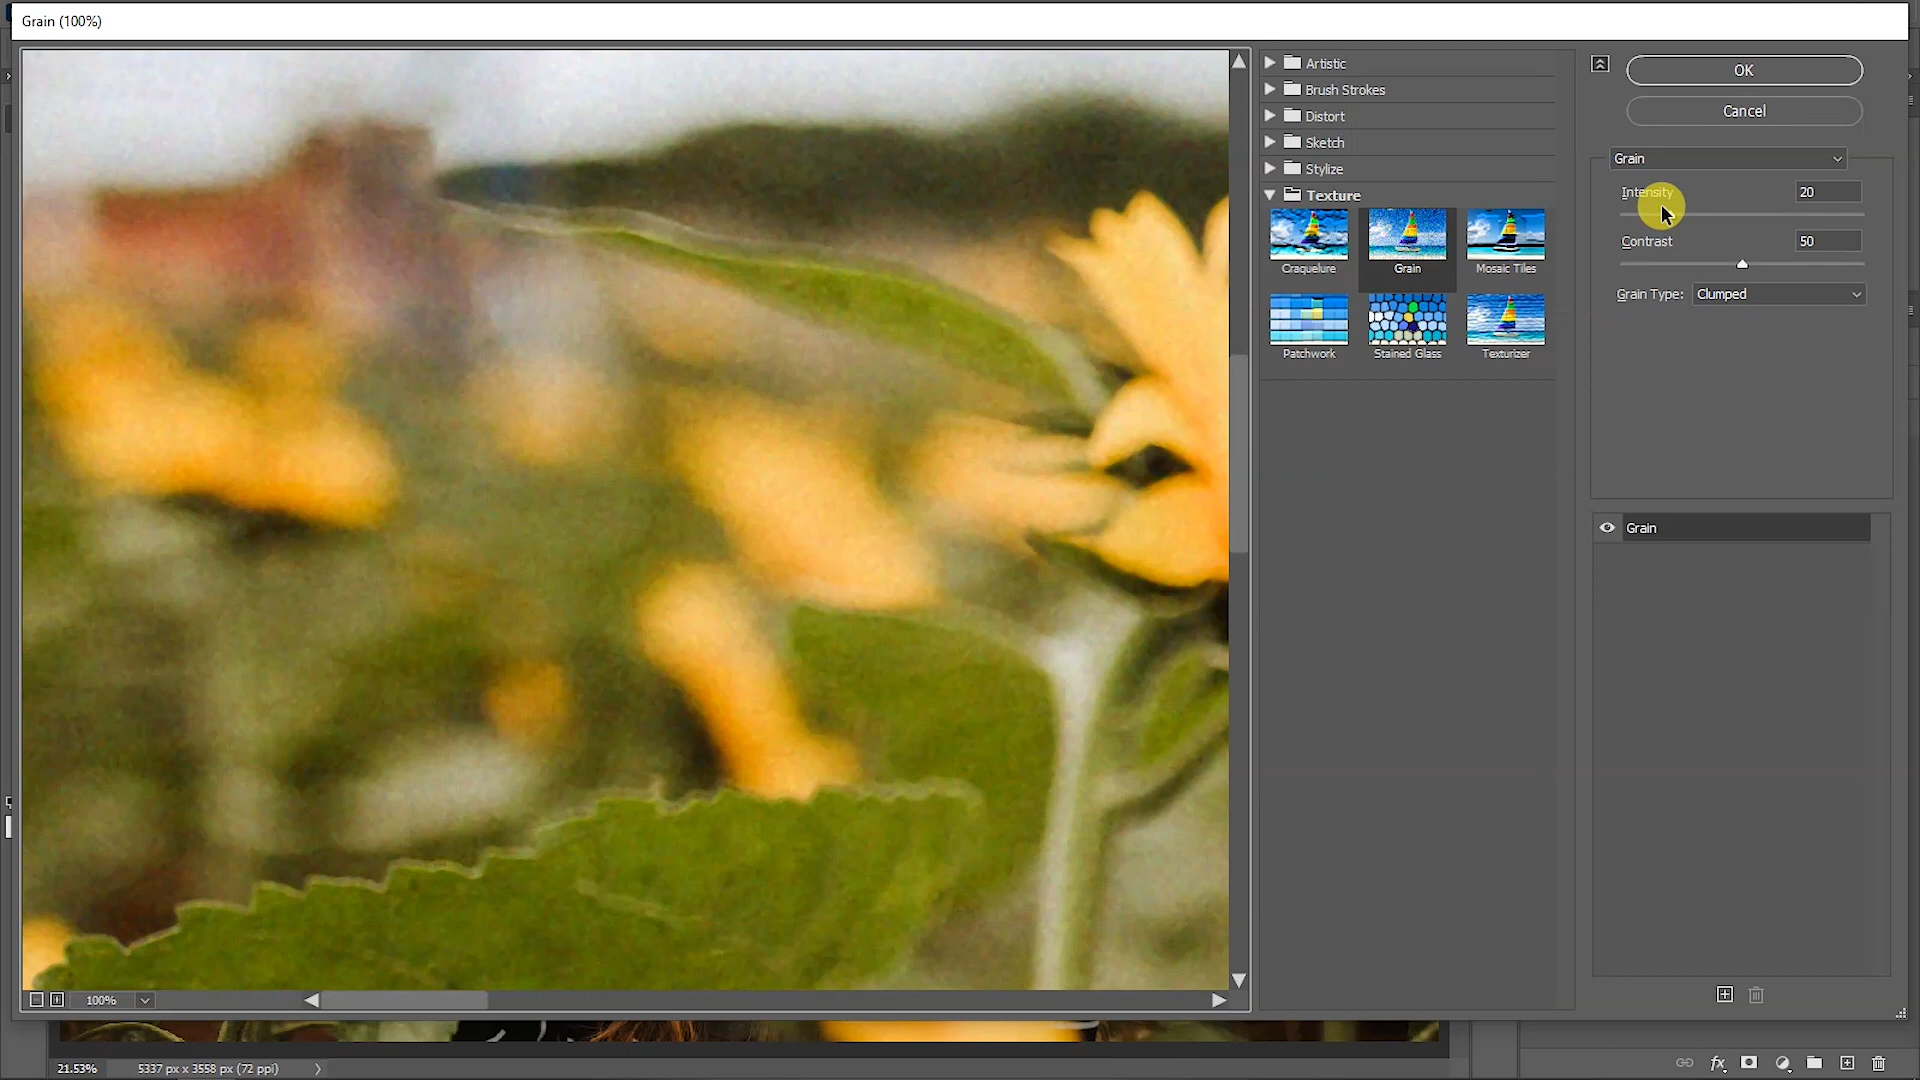 Grain (100%)
Artistic
Brush Strokes
Distort
Sketch
Stylize
Texture
Craquelure
Grain
Mosaic Tiles
Patchwork
Stained Glass
Texturizer
OK
Cancel
Grain
Intensity 20
Contrast 50
Grain Type: Clumped
Grain
100%
21.53% 5337 px x 3558 px (72 ppi)
fx